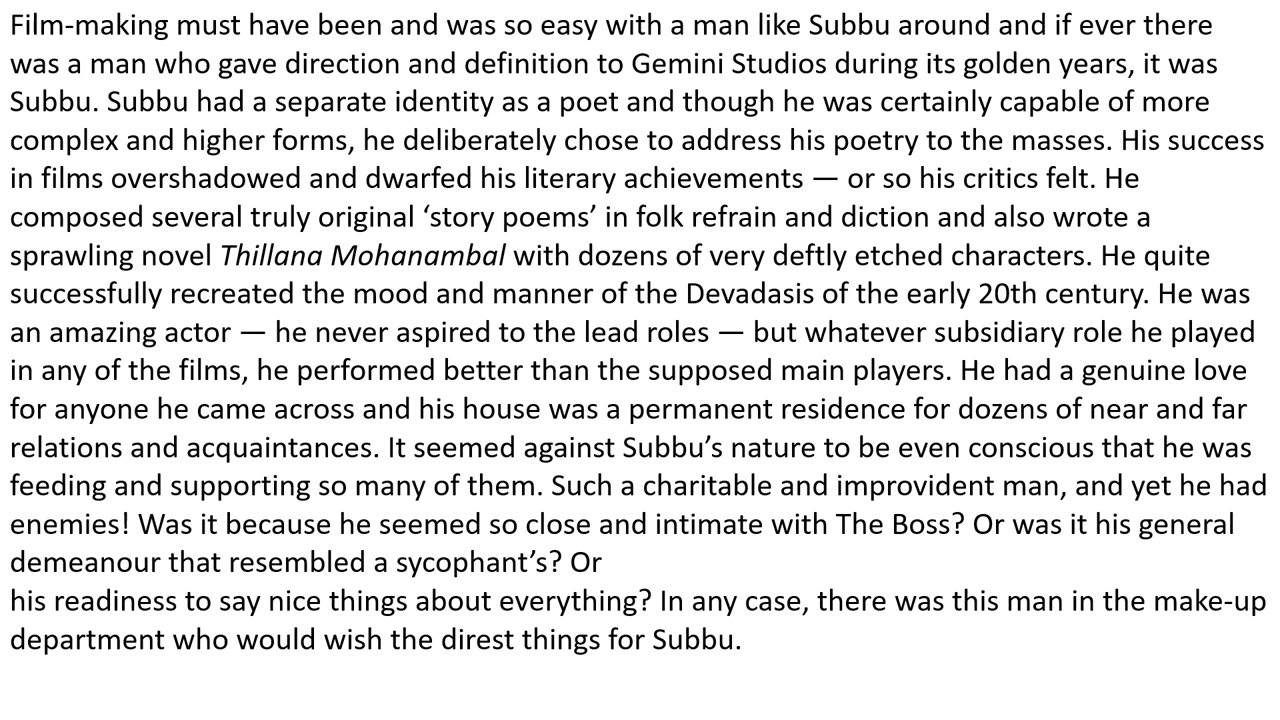 Film-making must have been and was so easy with a man like Subbu around and if ever there
was a man who gave direction and definition to Gemini Studios during its golden years, it was
Subbu. Subbu had a separate identity as a poet and though he was certainly capable of more
complex and higher forms, he deliberately chose to address his poetry to the masses. His success
in films overshadowed and dwarfed his literary achievements — or so his critics felt. He
composed several truly original ‘story poems’ in folk refrain and diction and also wrote a
sprawling novel Thillana Mohanambal with dozens of very deftly etched characters. He quite
successfully recreated the mood and manner of the Devadasis of the early 20th century. He was
an amazing actor — he never aspired to the lead roles — but whatever subsidiary role he played
in any of the films, he performed better than the supposed main players. He had a genuine love
for anyone he came across and his house was a permanent residence for dozens of near and far
relations and acquaintances. It seemed against Subbu’s nature to be even conscious that he was
feeding and supporting so many of them. Such a charitable and improvident man, and yet he had
enemies! Was it because he seemed so close and intimate with The Boss? Or was it his general
demeanour that resembled a sycophant’s? Or
his readiness to say nice things about everything? In any case, there was this man in the make-up
department who would wish the direst things for Subbu.